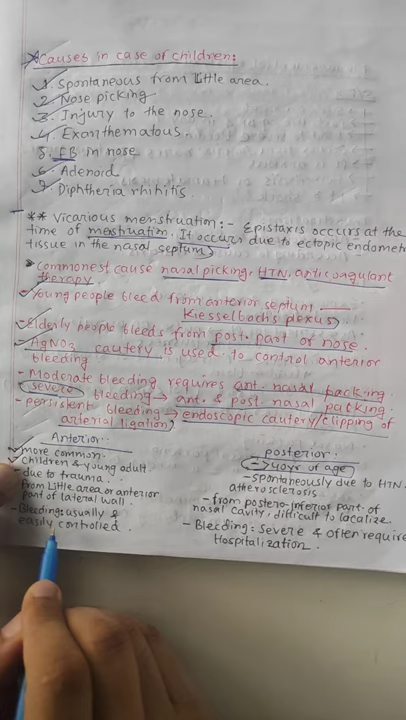 Causes in case of children:
1. Spontaneous from little area.
2. Nose picking
3. Injury to the nose.
4. Exanthematous.
5. FB in nose
6. Adenoid
7. Diphtheria rhihitis.
** Vicarious menstruation:- Epistaxis occurs at the
time of menstruatim. It occurs due to ectopic endomet
tissue in the nasal septum
Commonest cause nasal picking, HTN, anticoagulant
therapy.
Young people bleed from anterior septum
Kiesselbach's plexus
Elderly people bleeds from post. part of nose.
AgNO3 cautery is used to control anterior
bleeding
- Moderate bleeding requires ant. nasal packing.
(severe bleeding → ant. & post. nasal packing.
- persistent bleeding → endoscopic cautery/clipping of
arterial ligation,
Anterior.
more common.
children & young adult.
- due to trauma.
from Little area or anterior
part of lateral wall.
- Bleeding: usually &
easily controlled.
posterior.
- >40yr of age
- Spontaneously due to HTN.
atherosclerosis.
- from postero-inferior part of
nasal cavity, difficult to localize.
- Bleeding: severe & often require
Hospitalization.